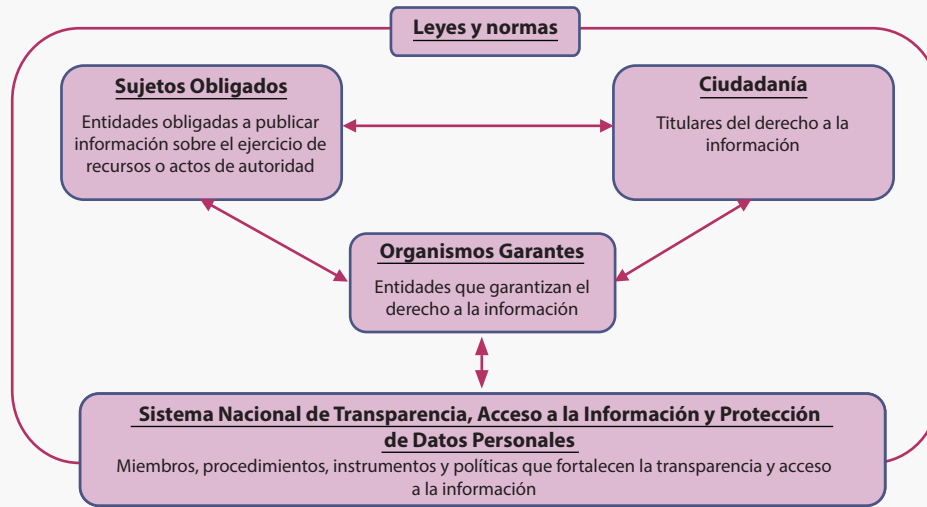 Leyes y normas
Sujetos Obligados
Entidades obligadas a publicar
información sobre el ejercicio de
recursos o actos de autoridad
Ciudadanía
Titulares del derecho a la
información
Organismos Garantes
Entidades que garantizan el
derecho a la información
Sistema Nacional de Transparencia, Acceso a la Información y Protección
de Datos Personales
Miembros, procedimientos, instrumentos y políticas que fortalecen la transparencia y acceso
a la información